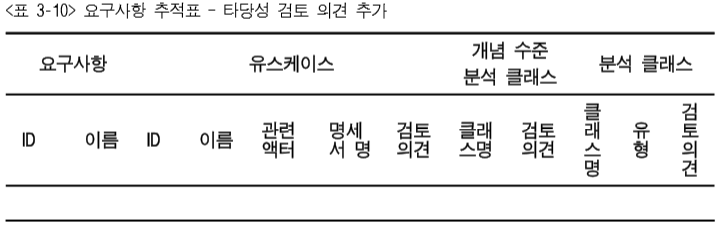 <표 3-10> 요구사항 추적표 - 타당성 검토 의견 추가
요구사항 유스케이스 개념 수준 분석 클래스 분석 클래스
ID 이름 ID 이름 관련 액터 명세 서 명 검토 의견 클래 스명 검토 의견 클래스명 유형 검토의견